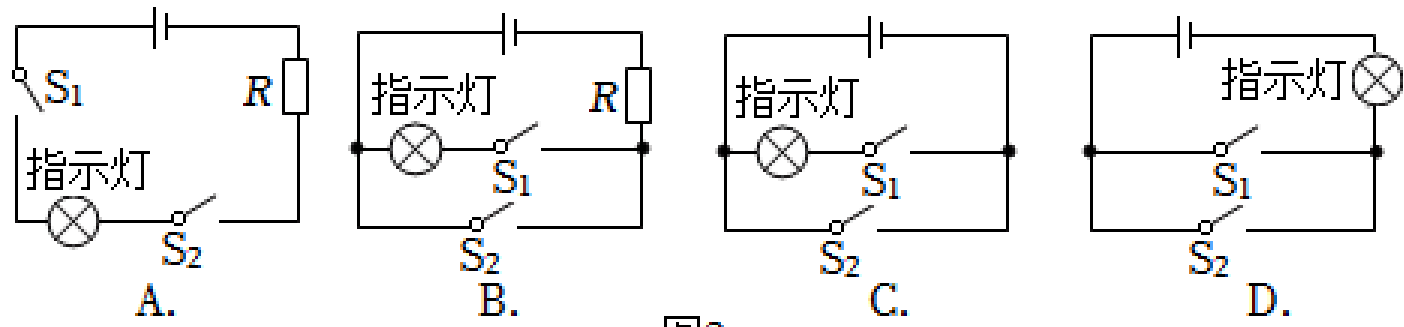 S1 R 指示灯 S2
指示灯 R S1 S2
指示灯 S1 S2
指示灯 S1 S2
A. B. C. D.